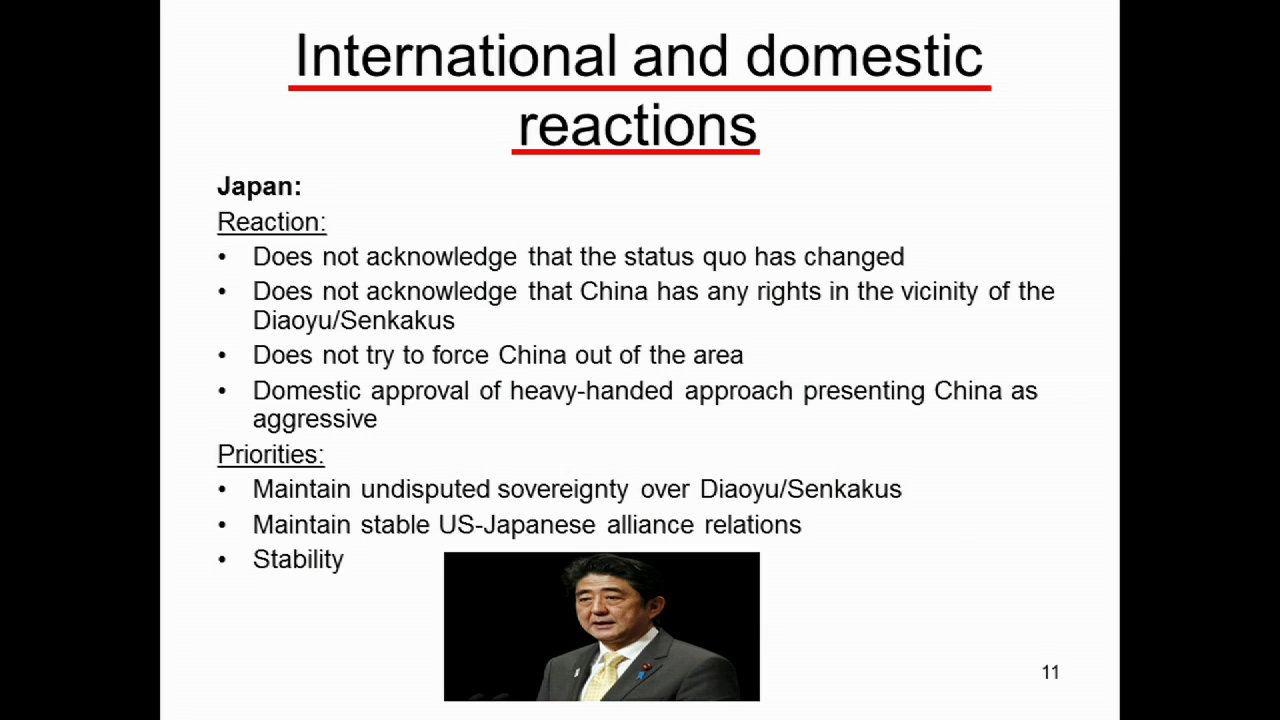 International and domestic
reactions
Japan:
Reaction:
• Does not acknowledge that the status quo has changed
• Does not acknowledge that China has any rights in the vicinity of the
Diaoyu/Senkakus
• Does not try to force China out of the area
• Domestic approval of heavy-handed approach presenting China as
aggressive
Priorities:
• Maintain undisputed sovereignty over Diaoyu/Senkakus
• Maintain stable US-Japanese alliance relations
• Stability
11